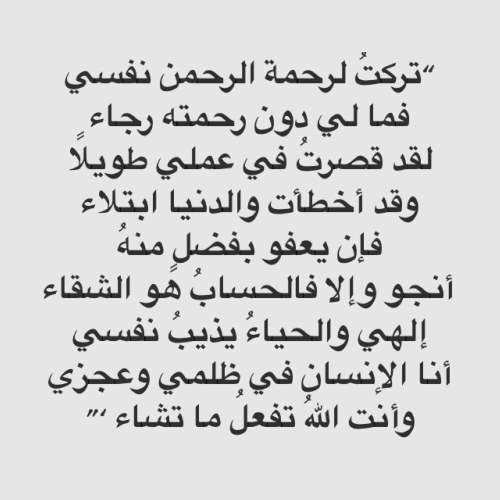 “تركتُ لرحمة الرحمن نفسي
فما لي دون رحمته رجاء
لقد قصرتُ في عملي طويلاً
وقد أخطأت والدنيا ابتلاء
فإن يعفو بفضلٍ منهُ
أنجو وإلا فالحسابُ هو الشقاء
إلهي والحياءُ يذيبُ نفسي
أنا الإنسان في ظلمي وعجزي
وأنت اللهُ تفعلُ ما تشاء ‘”